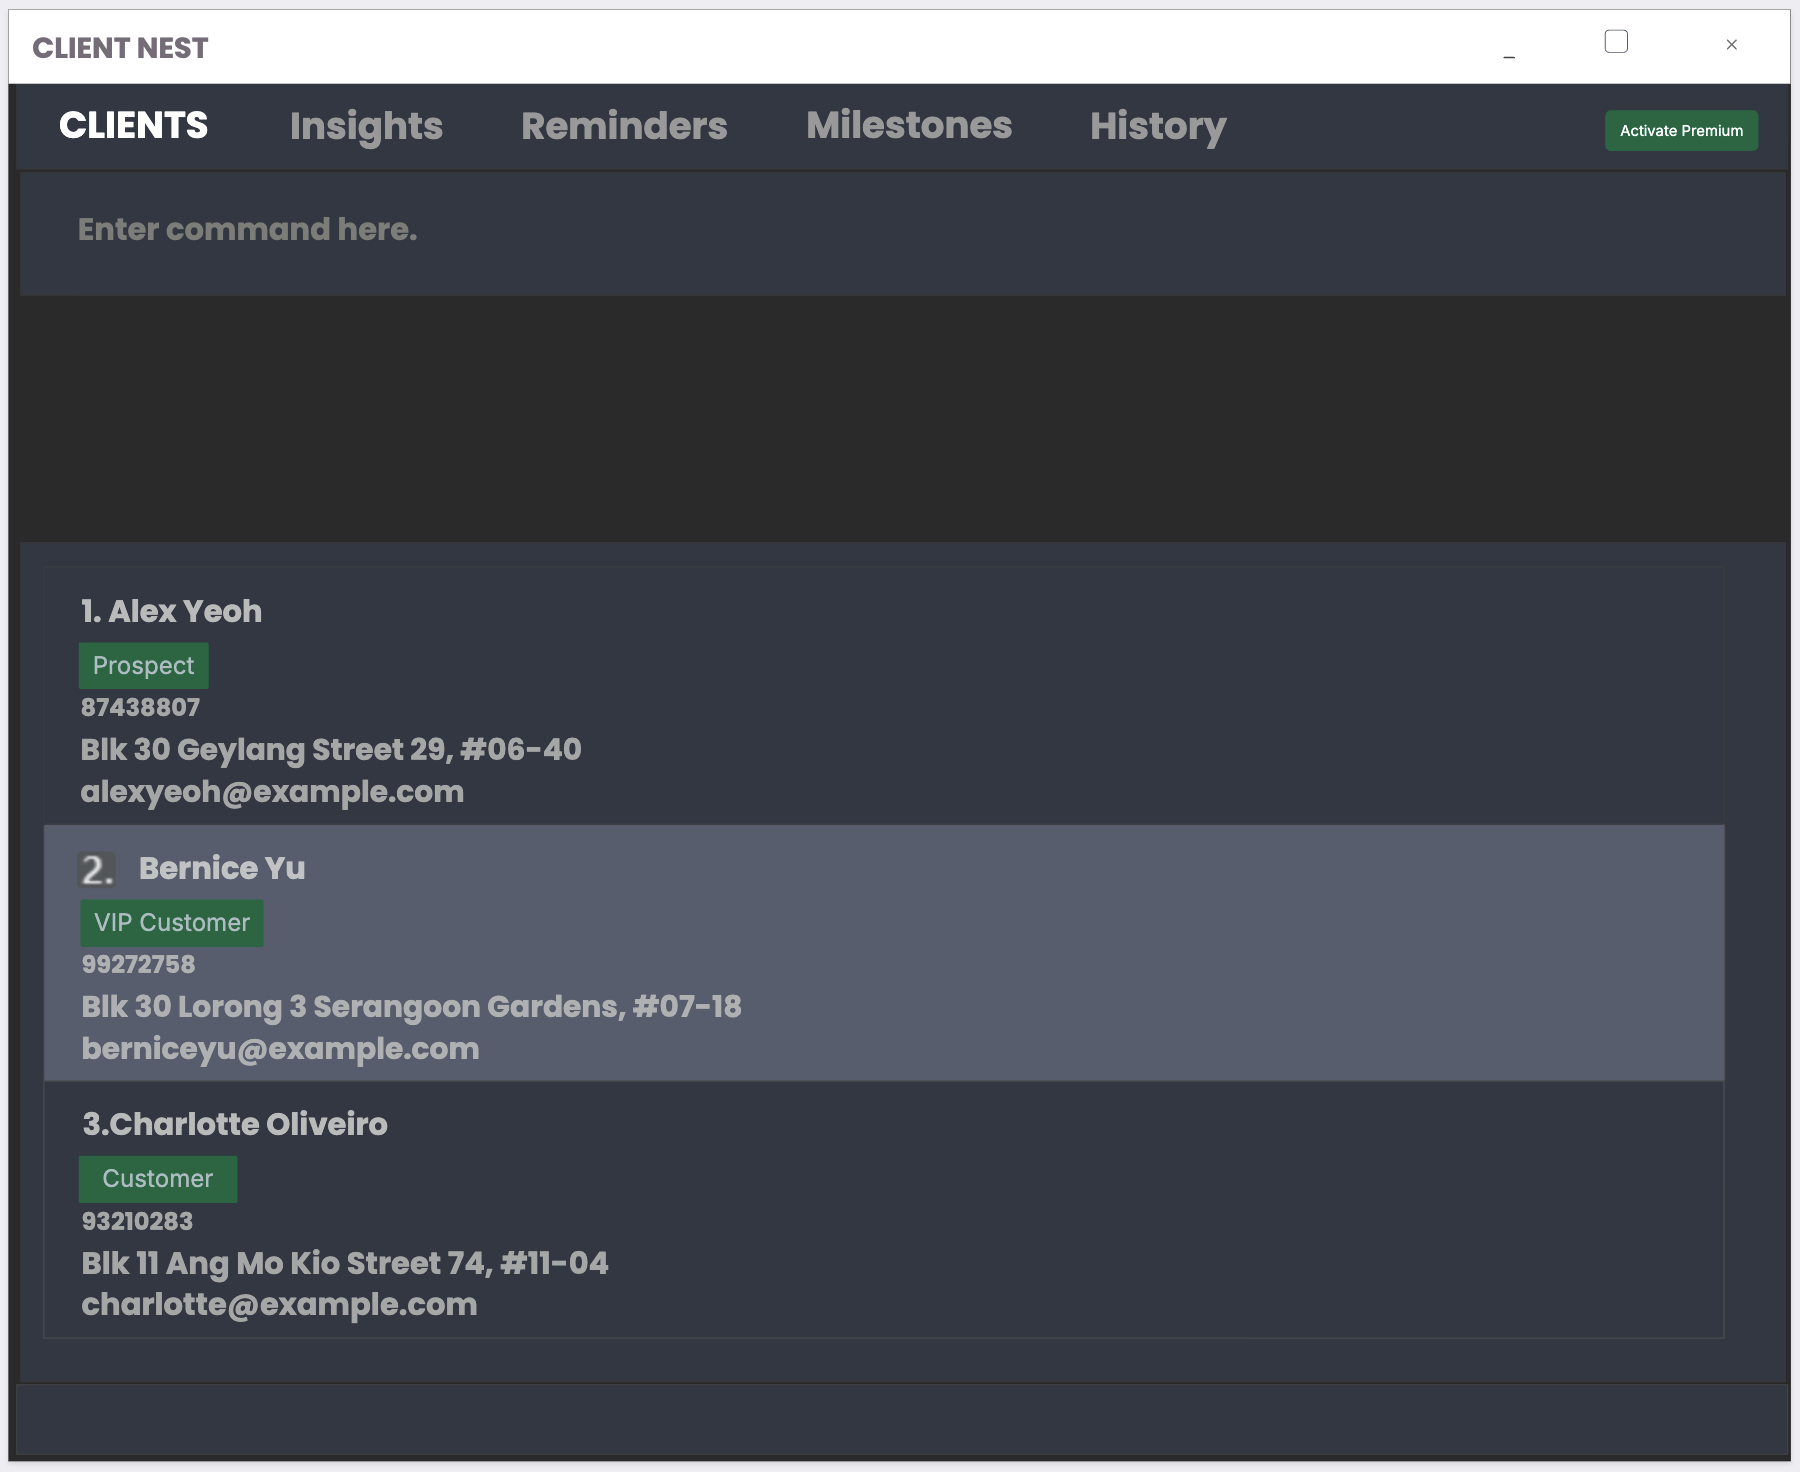 CLIENT NEST
CLIENTS Insights Reminders Milestones History Activate Premium
Enter command here.
1. Alex Yeoh
Prospect
87438807
Blk 30 Geylang Street 29, #06-40
alexyeoh@example.com
2. Bernice Yu
VIP Customer
99272758
Blk 30 Lorong 3 Serangoon Gardens, #07-18
berniceyu@example.com
3.Charlotte Oliveiro
Customer
93210283
Blk 11 Ang Mo Kio Street 74, #11-04
charlotte@example.com